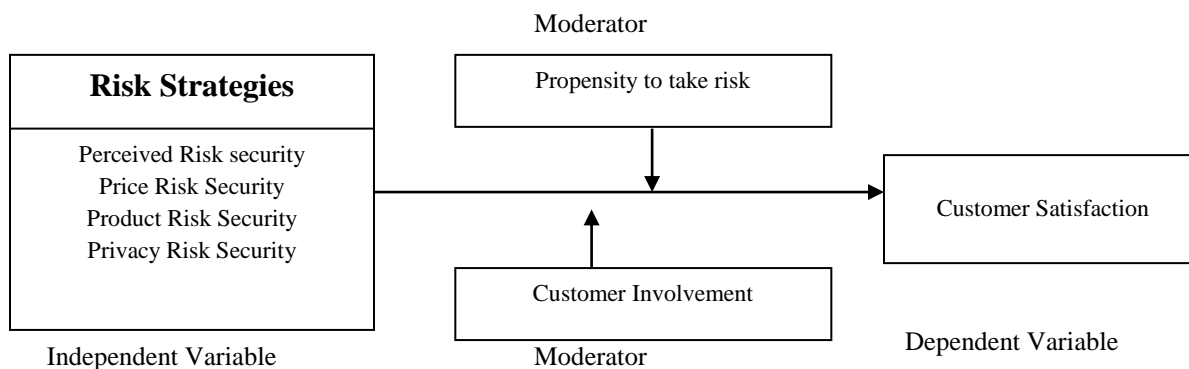 Moderator
Risk Strategies
Propensity to take risk
Perceived Risk security
Price Risk Security
Product Risk Security
Privacy Risk Security
Customer Satisfaction
Customer Involvement
Independent Variable
Moderator
Dependent Variable